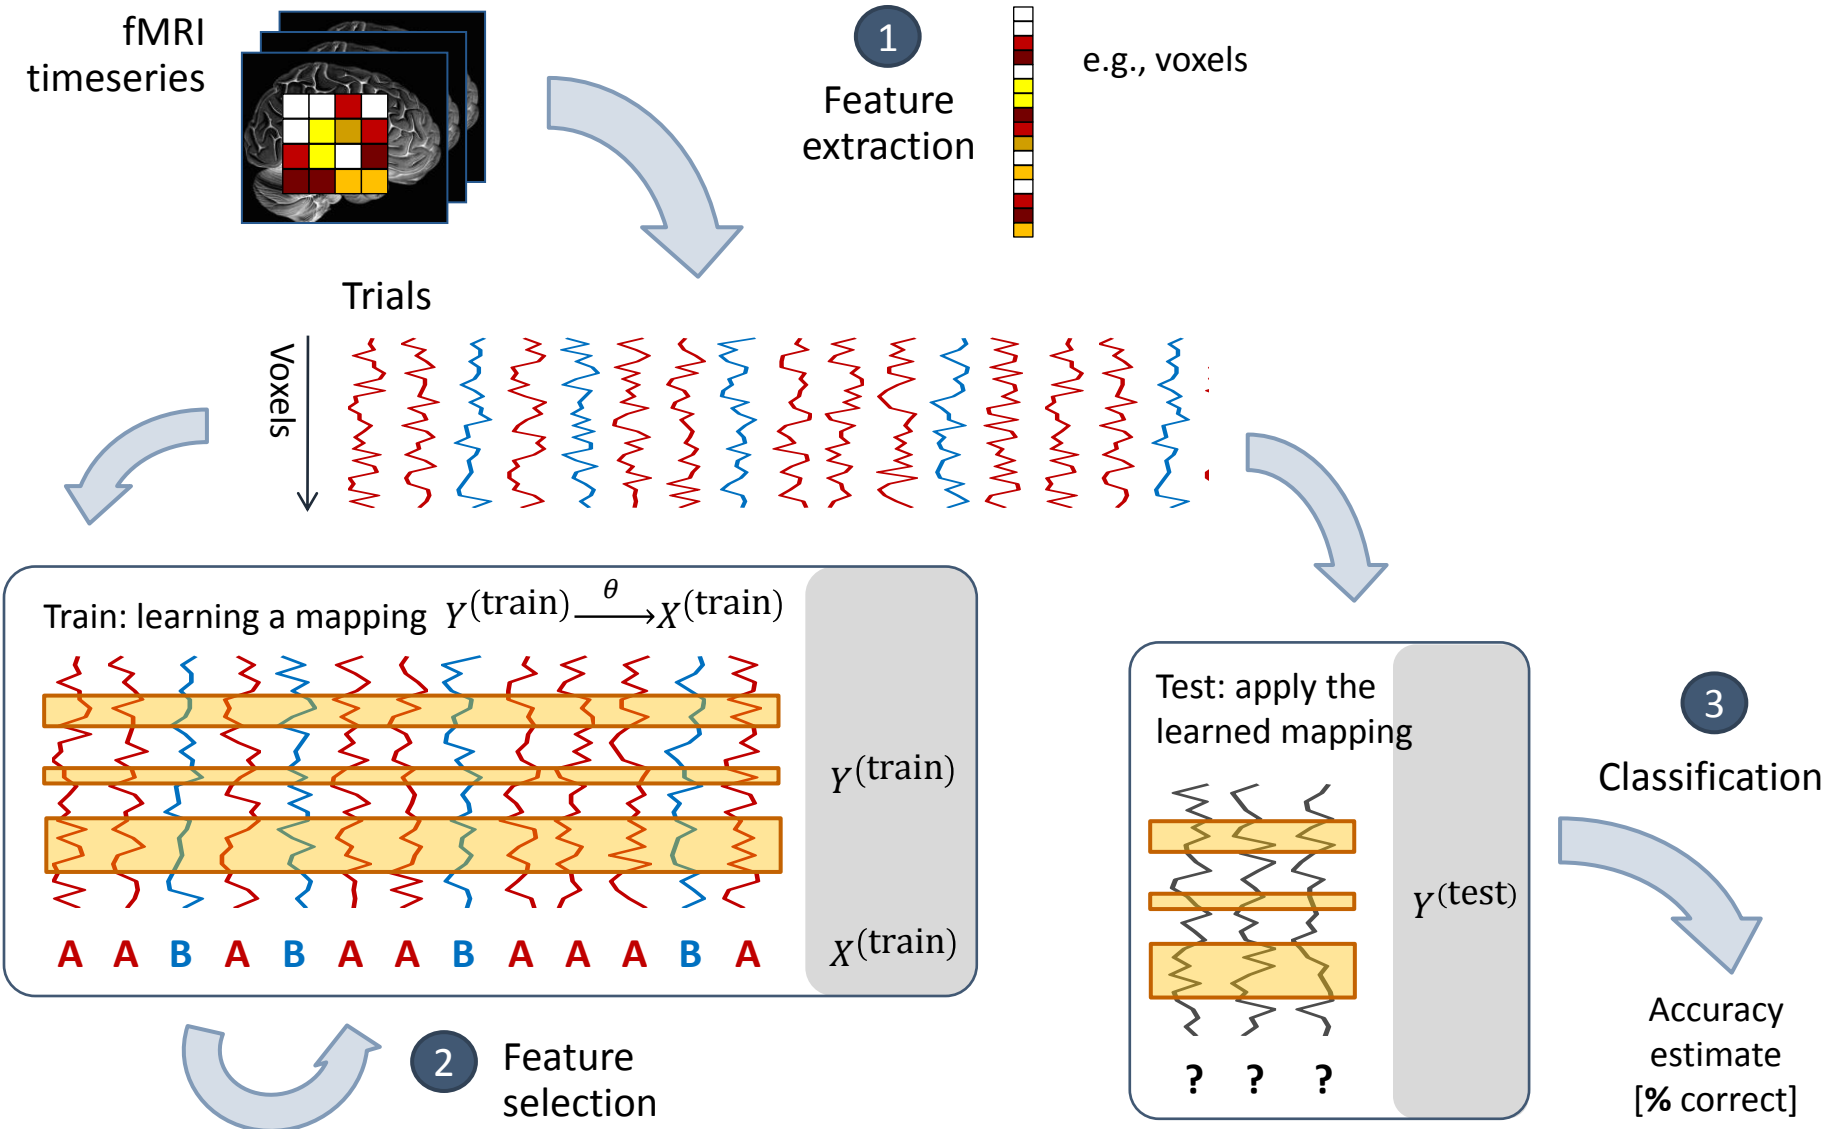 fMRI
timeseries
1
Feature
extraction
e.g., voxels
Trials
Voxels
Train: learning a mapping Y^(train) —θ→ X^(train)
Y^(train)
A A B A B A A B A A A B A
X^(train)
2
Feature
selection
Test: apply the
learned mapping
Y^(test)
? ? ?
3
Classification
Accuracy
estimate
[% correct]